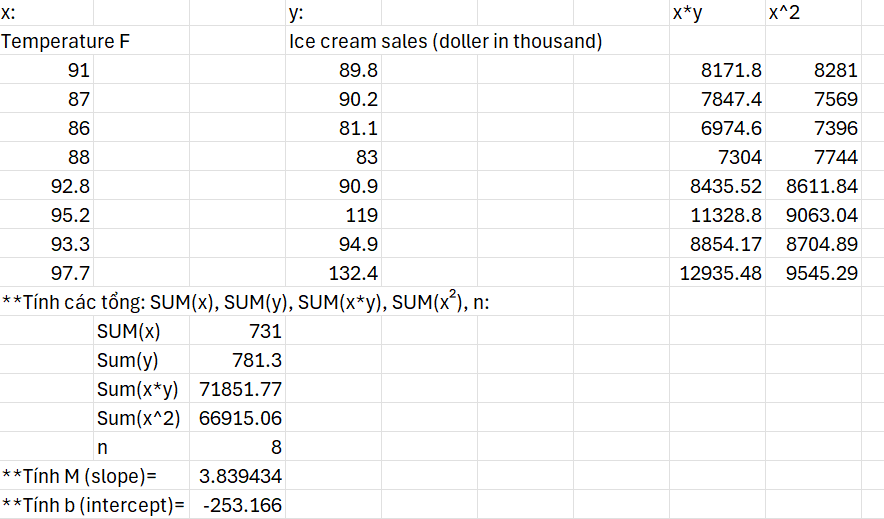 x: y: x*y x^2
Temperature F Ice cream sales (doller in thousand)
91 89.8 8171.8 8281
87 90.2 7847.4 7569
86 81.1 6974.6 7396
88 83 7304 7744
92.8 90.9 8435.52 8611.84
95.2 119 11328.8 9063.04
93.3 94.9 8854.17 8704.89
97.7 132.4 12935.48 9545.29
**Tính các tổng: SUM(x), SUM(y), SUM(x*y), SUM(x²), n:
SUM(x) 731
Sum(y) 781.3
Sum(x*y) 71851.77
Sum(x^2) 66915.06
n 8
**Tính M (slope)= 3.839434
**Tính b (intercept)= -253.166